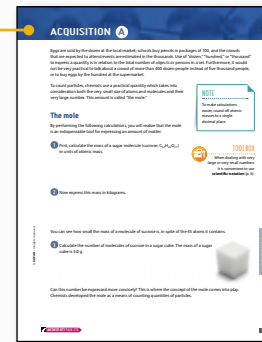 ACQUISITION A
Eggs are sold by the dozen at the local market, schools buy pencils in packages of 100, and the crowds
that are expected to attend events are estimated in the thousands. Use of "dozen," "hundred," or "thousand"
to express a quantity is in relation to the total number of objects or persons in a set. Furthermore, it would
not be very practical to talk about a crowd of more than 400 dozen people instead of five thousand people,
or to buy eggs by the hundred at the supermarket.
To count particles, chemists use a practical quantity which takes into
consideration both the very small size of atoms and molecules and their
very large number. This amount is called "the mole."
NOTE
To make calculations
easier, round off atomic
masses to a single
decimal place.
The mole
By performing the following calculations, you will realize that the mole
is an indispensable tool for expressing an amount of matter.
1 First, calculate the mass of a sugar molecule (sucrose: C₁₂H₂₂O₁₁)
in units of atomic mass.
TOOLBOX
When dealing with very
large or very small numbers
it is convenient to use
scientific notation
2 Now express this mass in kilograms.
You can see how small the mass of a molecule of sucrose is, in spite of the 45 atoms it contains.
3 Calculate the number of molecules of sucrose in a sugar cube. The mass of a sugar
cube is 5.0 g.
Can this number be expressed more concisely? This is where the concept of the mole comes into play.
Chemists developed the mole as a means of counting quantities of particles.